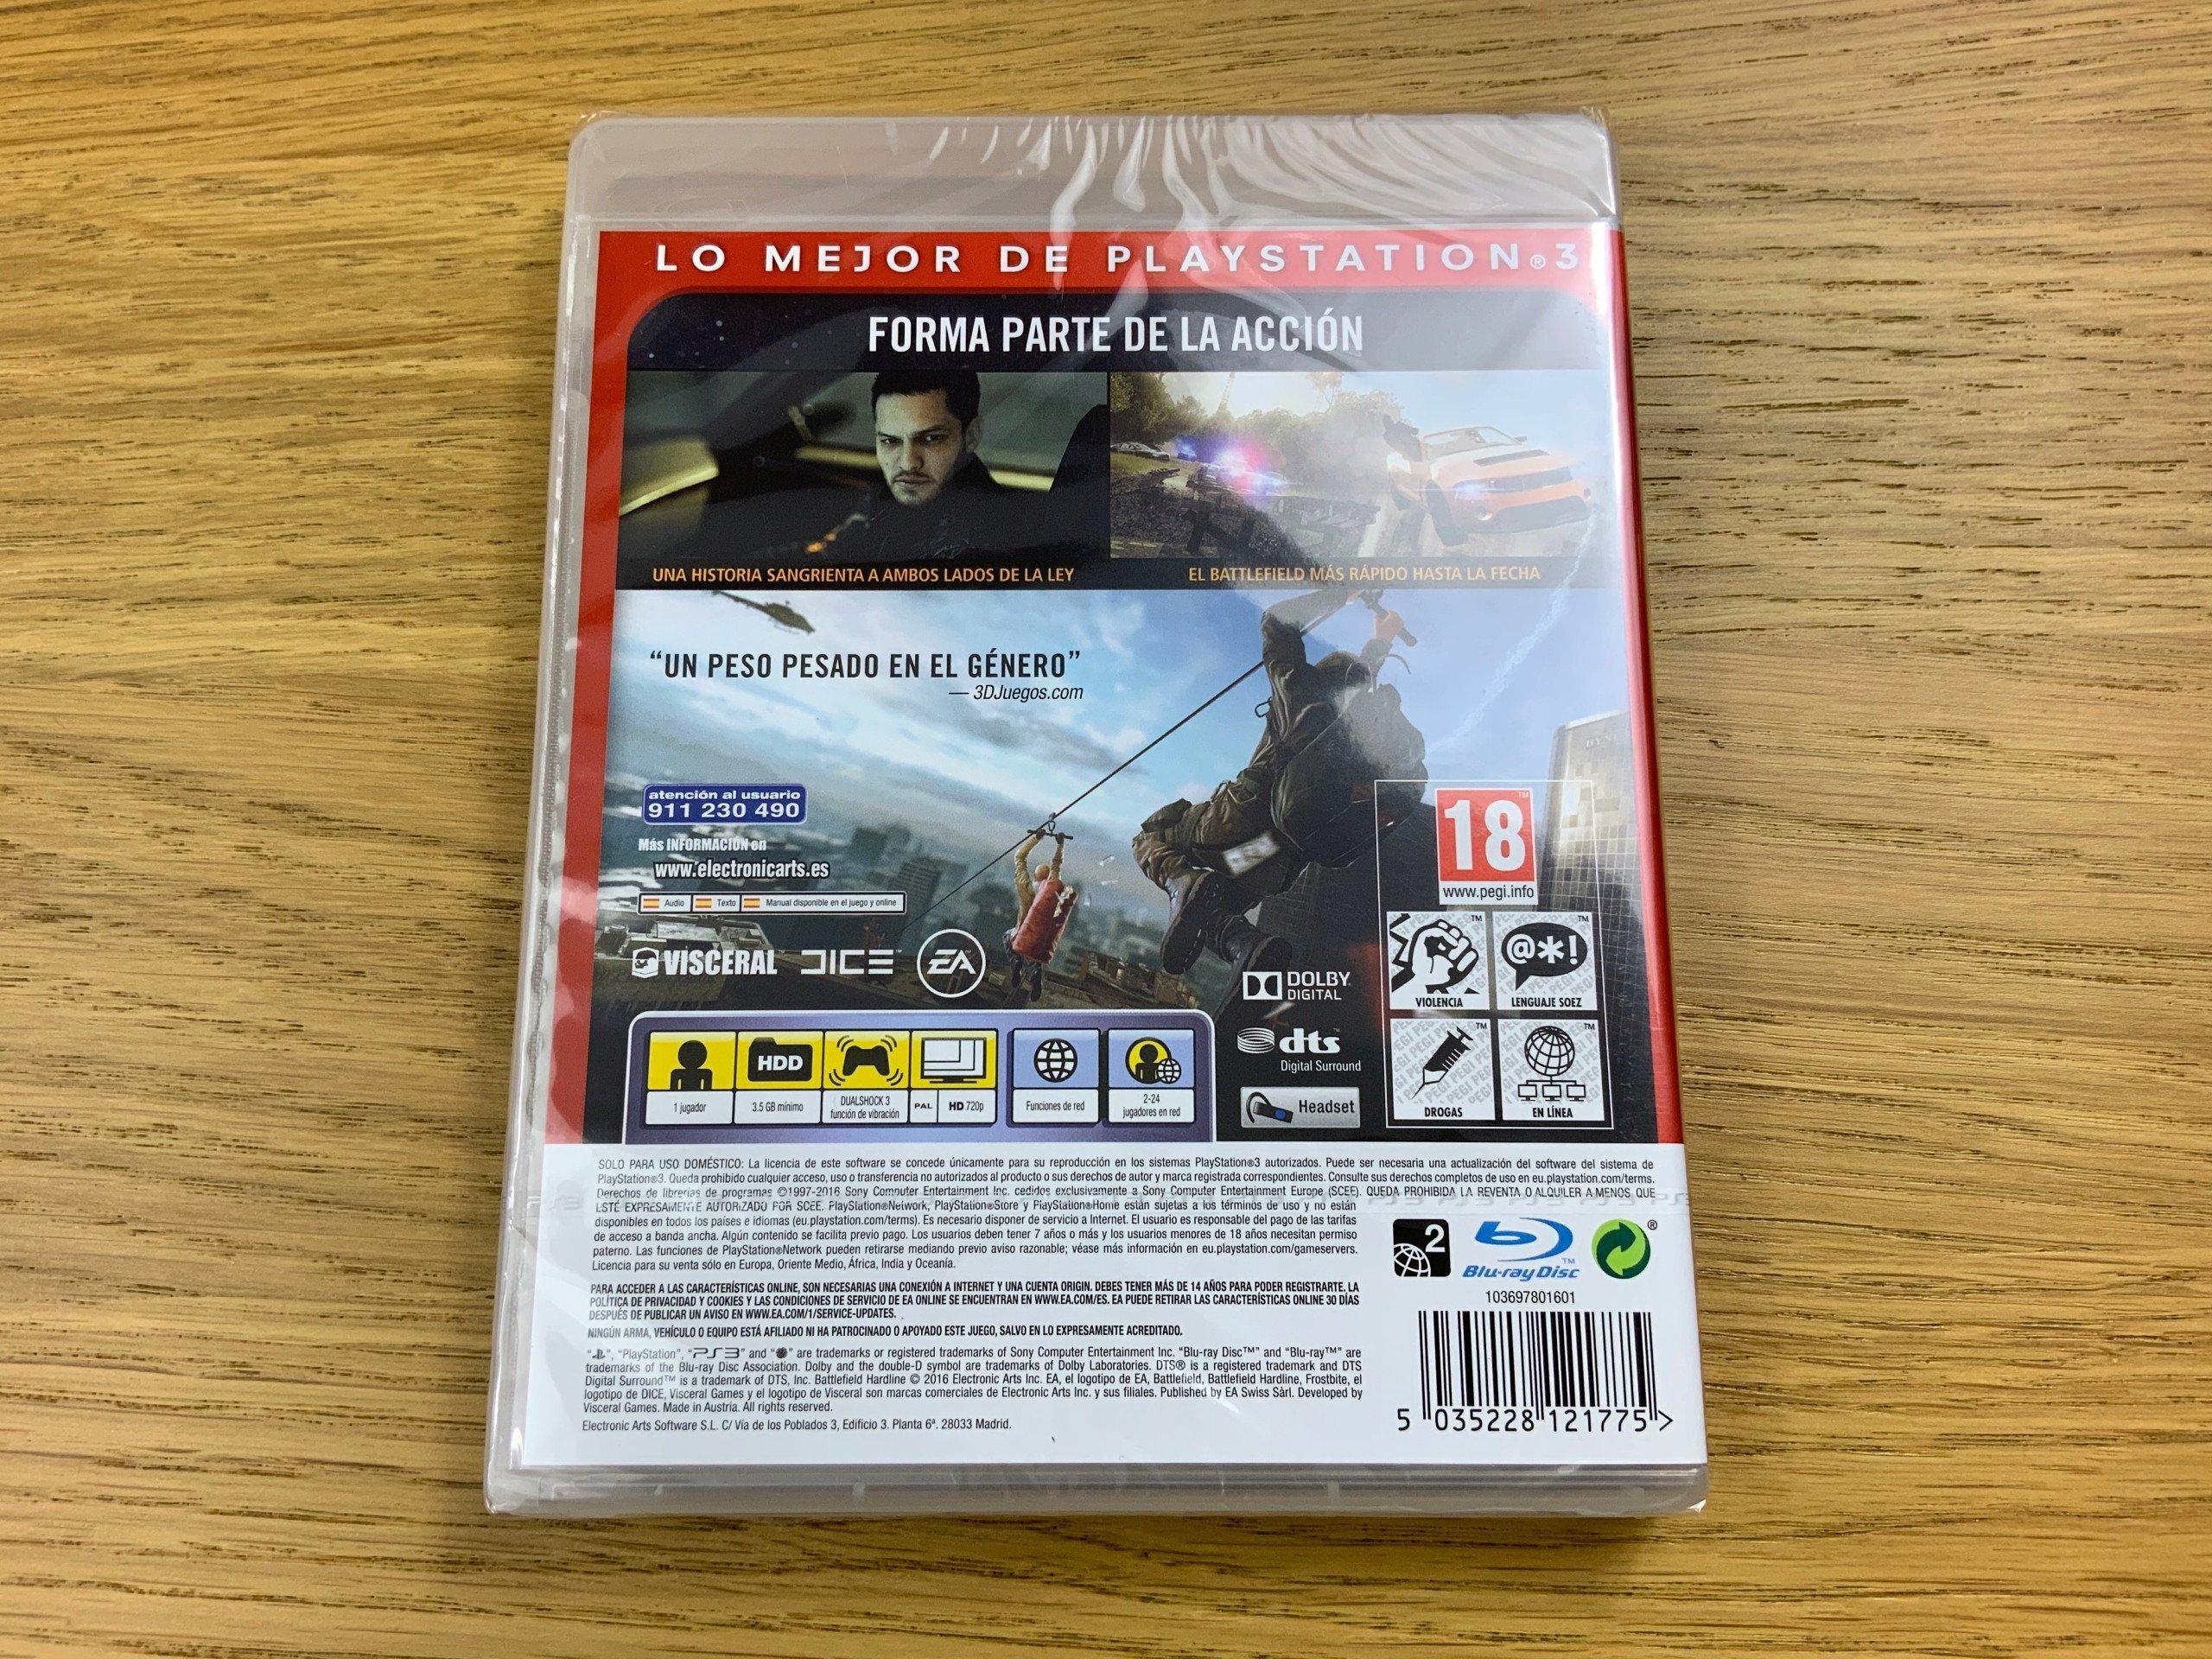 LO MEJOR DE PLAYSTATION®3
FORMA PARTE DE LA ACCIÓN
UNA HISTORIA SANGRIENTA A AMBOS LADOS DE LA LEY
EL BATTLEFIELD MÁS RÁPIDO HASTA LA FECHA
“UN PESO PESADO EN EL GÉNERO”
— 3DJuegos.com
atención al usuario
911 230 490
Más INFORMACIÓN en
www.electronicarts.es
Audio Texto Manual disponible en el juego y online
VISCERAL DICE™ EA
18™
www.pegi.info
@*!
VIOLENCIA LENGUAJE SOEZ
DROGAS EN LÍNEA
DOLBY
DIGITAL
dts™
Digital Surround
Headset
HDD
1 jugador
3.5 GB mínimo
DUALSHOCK 3
función de vibración
PAL HD 720p
Funciones de red
2-24
jugadores en red
SOLO PARA USO DOMÉSTICO: La licencia de este software se concede únicamente para su reproducción en los sistemas PlayStation®3 autorizados. Puede ser necesaria una actualización del software del sistema de
PlayStation®3. Queda prohibido cualquier acceso, uso o transferencia no autorizados al producto o sus derechos de autor y marca registrada correspondientes. Consulte sus derechos completos de uso en eu.playstation.com/terms.
Derechos de librerías de programas ©1997-2016 Sony Computer Entertainment Inc. cedidos exclusivamente a Sony Computer Entertainment Europe (SCEE). QUEDA PROHIBIDA LA REVENTA O ALQUILER A MENOS QUE
ESTÉ EXPRESAMENTE AUTORIZADO POR SCEE. PlayStation®Network, PlayStation®Store y PlayStation®Home están sujetas a los términos de uso y no están
disponibles en todos los países e idiomas (eu.playstation.com/terms). Es necesario disponer de servicio a Internet. El usuario es responsable del pago de las tarifas
de acceso a banda ancha. Algún contenido se facilita previo pago. Los usuarios deben tener 7 años o más y los usuarios menores de 18 años necesitan permiso
paterno. Las funciones de PlayStation®Network pueden retirarse mediando previo aviso razonable; véase más información en eu.playstation.com/gameservers.
Licencia para su venta sólo en Europa, Oriente Medio, África, India y Oceanía.
PARA ACCEDER A LAS CARACTERÍSTICAS ONLINE, SON NECESARIAS UNA CONEXIÓN A INTERNET Y UNA CUENTA ORIGIN. DEBES TENER MÁS DE 14 AÑOS PARA PODER REGISTRARTE. LA
POLÍTICA DE PRIVACIDAD Y COOKIES Y LAS CONDICIONES DE SERVICIO DE EA ONLINE SE ENCUENTRAN EN WWW.EA.COM/ES. EA PUEDE RETIRAR LAS CARACTERÍSTICAS ONLINE 30 DÍAS
DESPUÉS DE PUBLICAR UN AVISO EN WWW.EA.COM/1/SERVICE-UPDATES.
NINGÚN ARMA, VEHÍCULO O EQUIPO ESTÁ AFILIADO NI HA PATROCINADO O APOYADO ESTE JUEGO, SALVO EN LO EXPRESAMENTE ACREDITADO.
“ ”, “PlayStation”, “PS3” and “ ” are trademarks or registered trademarks of Sony Computer Entertainment Inc. “Blu-ray Disc™” and “Blu-ray™” are
trademarks of the Blu-ray Disc Association. Dolby and the double-D symbol are trademarks of Dolby Laboratories. DTS® is a registered trademark and DTS
Digital Surround™ is a trademark of DTS, Inc. Battlefield Hardline © 2016 Electronic Arts Inc. EA, el logotipo de EA, Battlefield, Battlefield Hardline, Frostbite, el
logotipo de DICE, Visceral Games y el logotipo de Visceral son marcas comerciales de Electronic Arts Inc. y sus filiales. Published by EA Swiss Sàrl. Developed by
Visceral Games. Made in Austria. All rights reserved.
Electronic Arts Software S.L. C/ Vía de los Poblados 3, Edificio 3. Planta 6ª. 28033 Madrid.
2
Blu-ray Disc™
®
103697801601
5 035228 121775 >